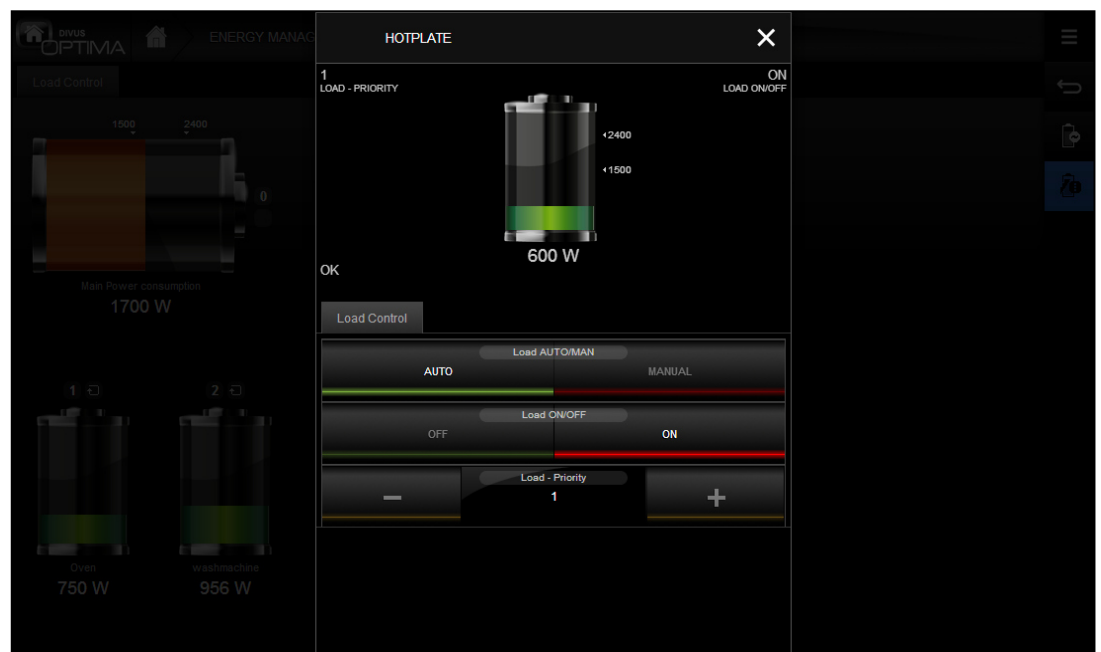 DIVUS
OPTIMA
ENERGY MANAG
HOTPLATE
Load Control
1
LOAD - PRIORITY
ON
LOAD ON/OFF
1500
2400
2400
1500
0
600 W
OK
Main Power consumption
1700 W
Load Control
Load AUTO/MAN
AUTO
MANUAL
Load ON/OFF
OFF
ON
Load - Priority
1
1
2
Oven
750 W
washmachine
956 W